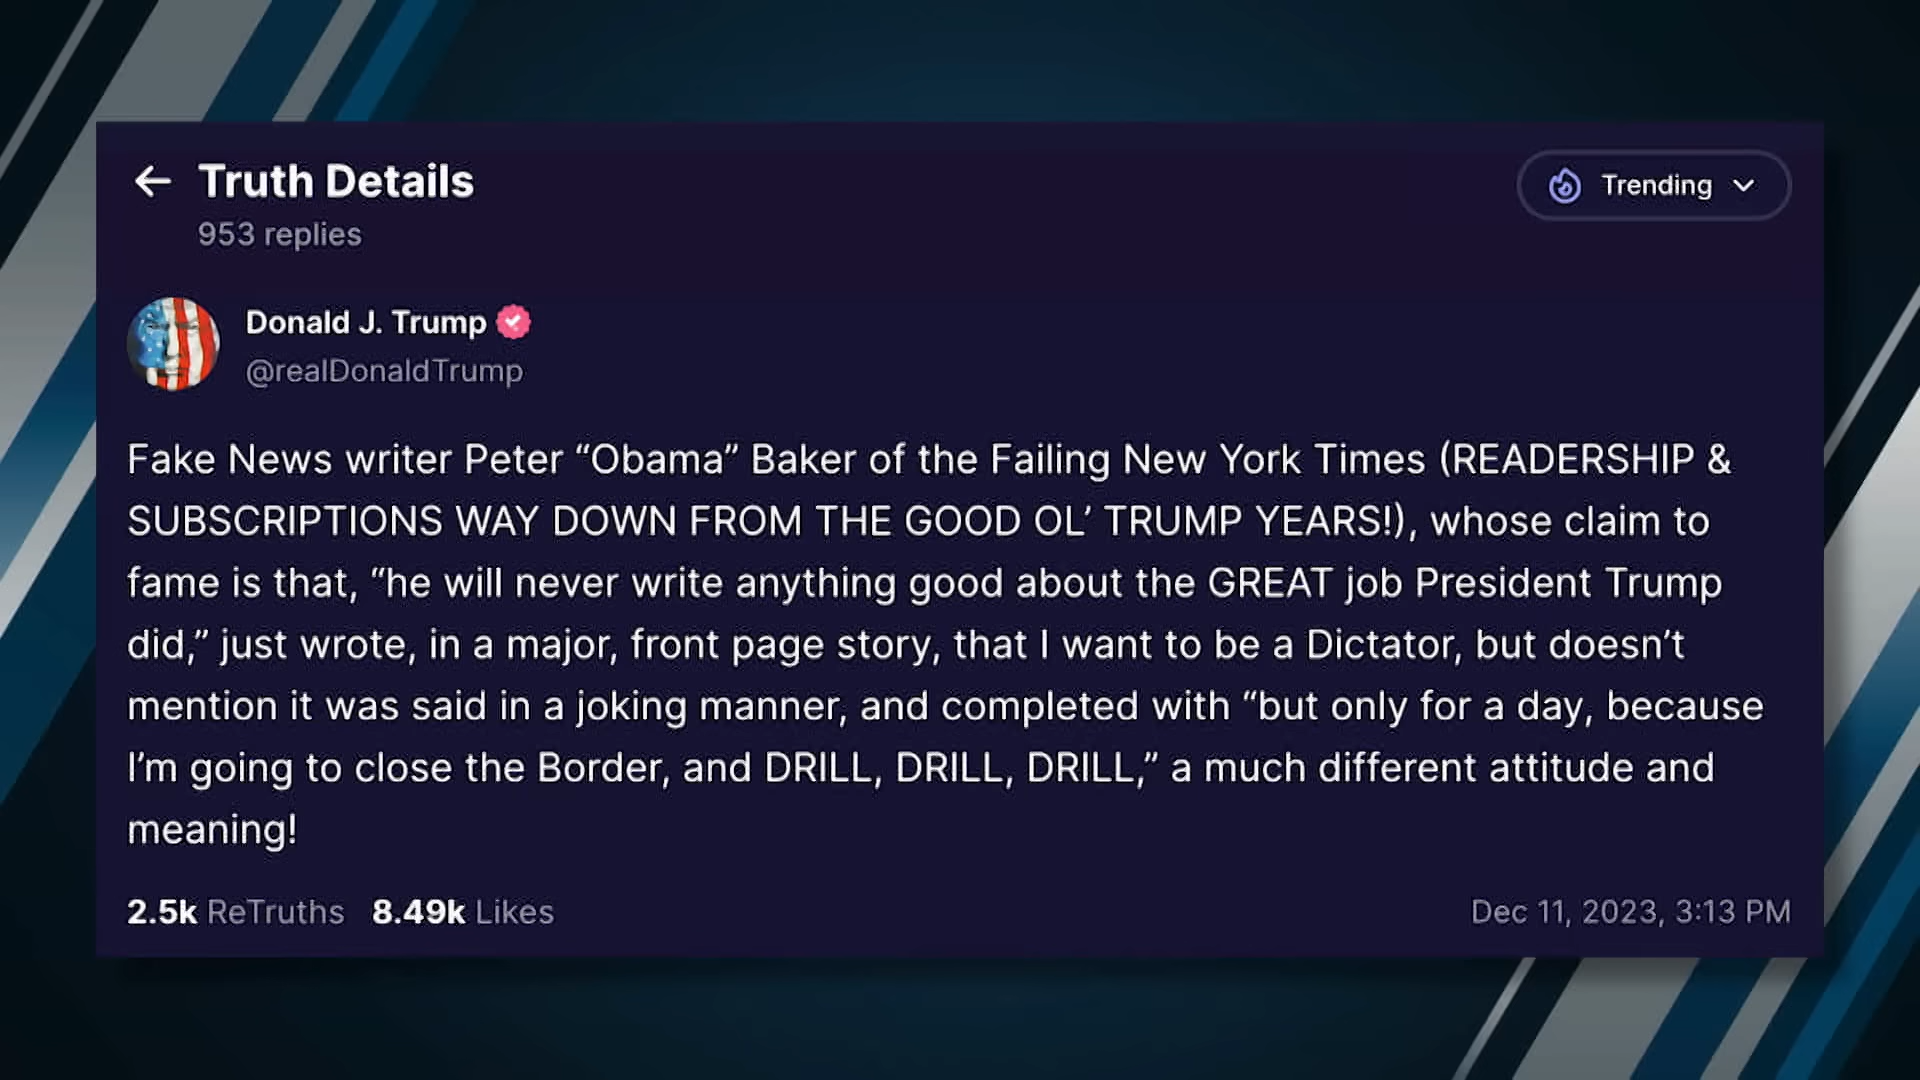 Truth Details
Trending
953 replies
Donald J. Trump
@realDonaldTrump
Fake News writer Peter “Obama” Baker of the Failing New York Times (READERSHIP &
SUBSCRIPTIONS WAY DOWN FROM THE GOOD OL’ TRUMP YEARS!), whose claim to
fame is that, “he will never write anything good about the GREAT job President Trump
did,” just wrote, in a major, front page story, that I want to be a Dictator, but doesn’t
mention it was said in a joking manner, and completed with “but only for a day, because
I’m going to close the Border, and DRILL, DRILL, DRILL,” a much different attitude and
meaning!
2.5k ReTruths 8.49k Likes
Dec 11, 2023, 3:13 PM